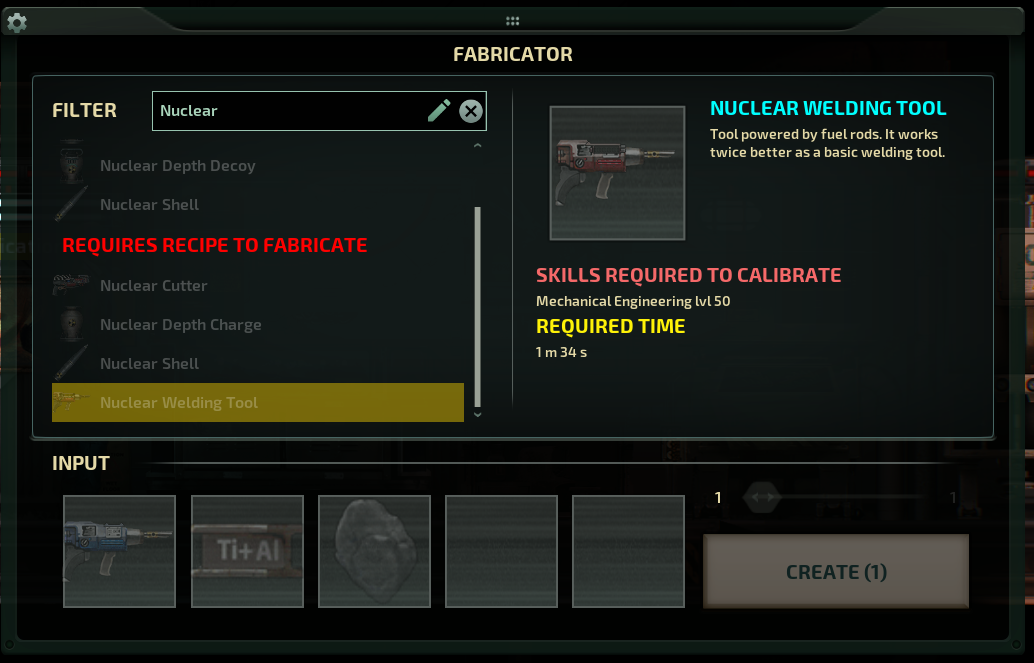 FABRICATOR
FILTER
Nuclear
Nuclear Depth Decoy
Nuclear Shell
REQUIRES RECIPE TO FABRICATE
Nuclear Cutter
Nuclear Depth Charge
Nuclear Shell
Nuclear Welding Tool
NUCLEAR WELDING TOOL
Tool powered by fuel rods. It works
twice better as a basic welding tool.
SKILLS REQUIRED TO CALIBRATE
Mechanical Engineering lvl 50
REQUIRED TIME
1 m 34 s
INPUT
Ti+Al
1
1
CREATE (1)